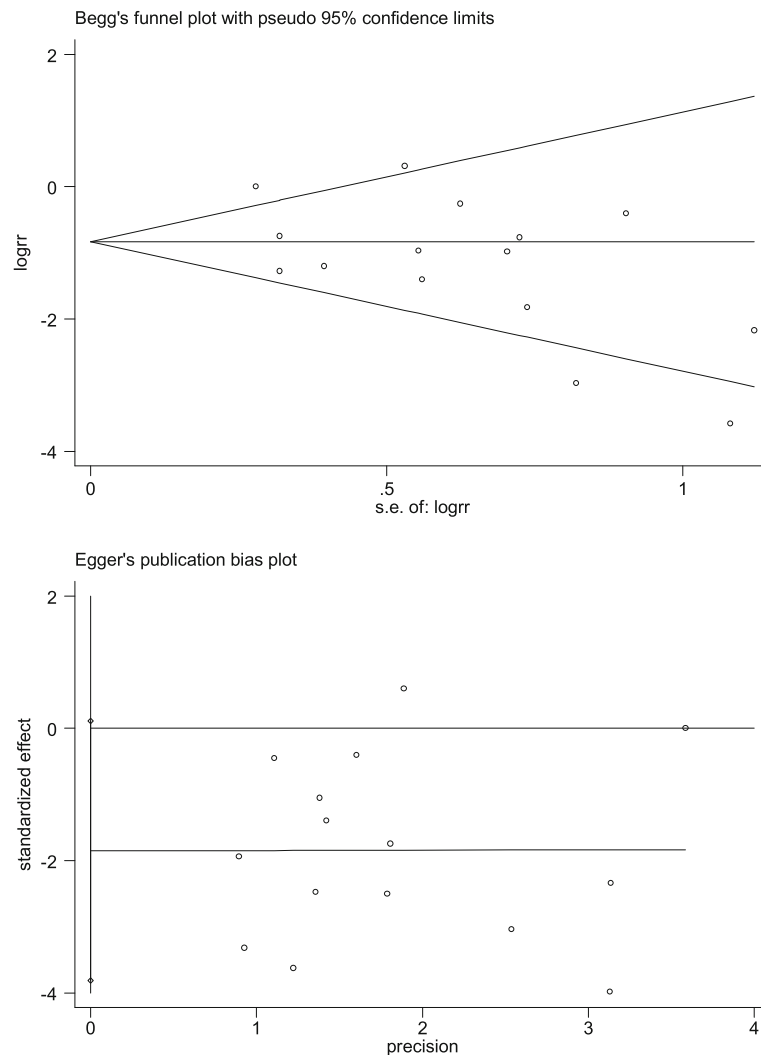 Begg's funnel plot with pseudo 95% confidence limits
2
0
-2
-4
logrr
0 .5 1
s.e. of: logrr
Egger's publication bias plot
2
0
-2
-4
standardized effect
0 1 2 3 4
precision